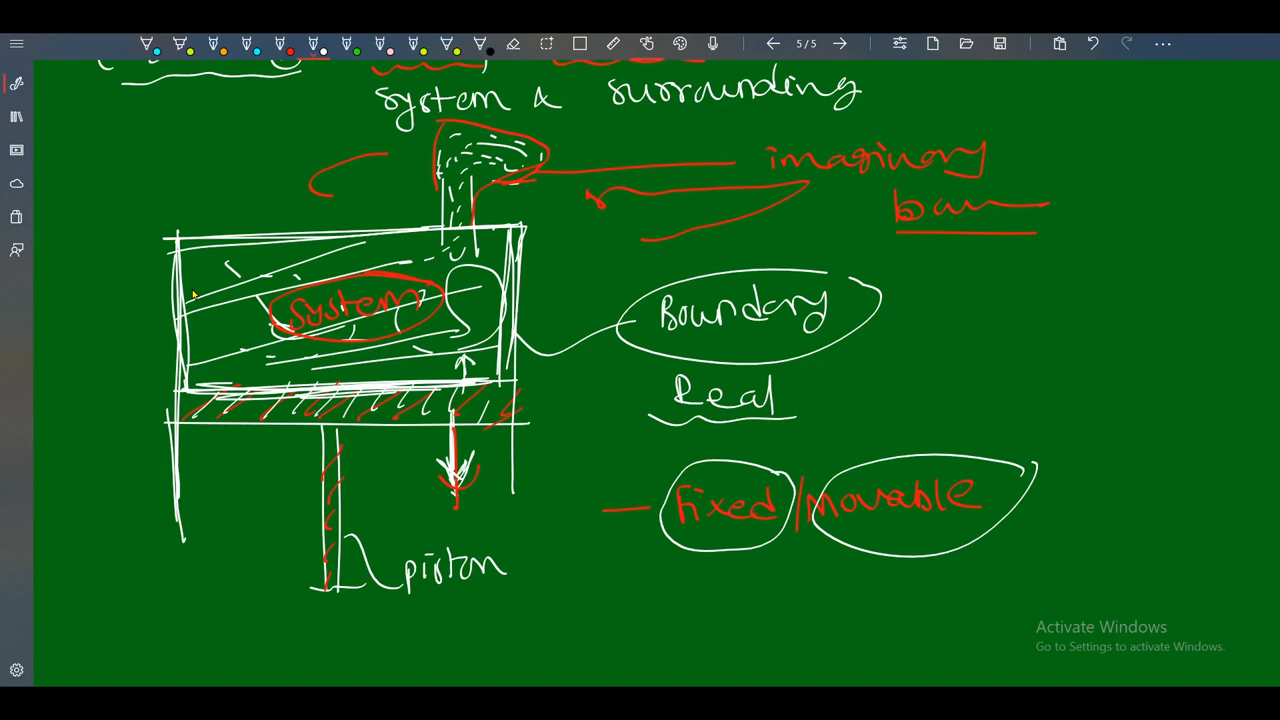 5/5
system & surrounding
imaginary
system
Boundary
Real
— Fixed/Movable
piston
Activate Windows
Go to Settings to activate Windows.